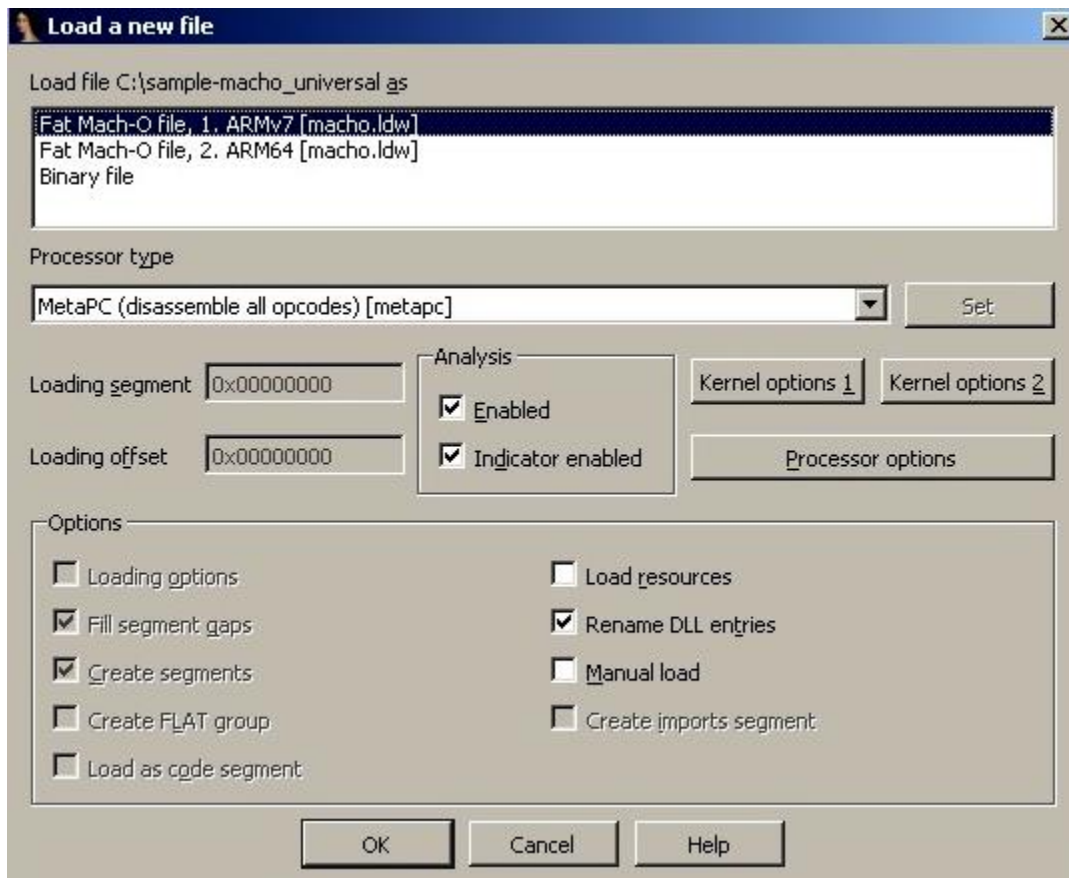 Load a new file
Load file C:\sample-macho_universal as
Fat Mach-O file, 1. ARMv7 [macho.ldw]
Fat Mach-O file, 2. ARM64 [macho.ldw]
Binary file
Processor type
MetaPC (disassemble all opcodes) [metapc]
Set
Loading segment 0x00000000
Loading offset 0x00000000
Analysis
Enabled
Indicator enabled
Kernel options 1
Kernel options 2
Processor options
Options
Loading options
Fill segment gaps
Create segments
Create FLAT group
Load as code segment
Load resources
Rename DLL entries
Manual load
Create imports segment
OK
Cancel
Help